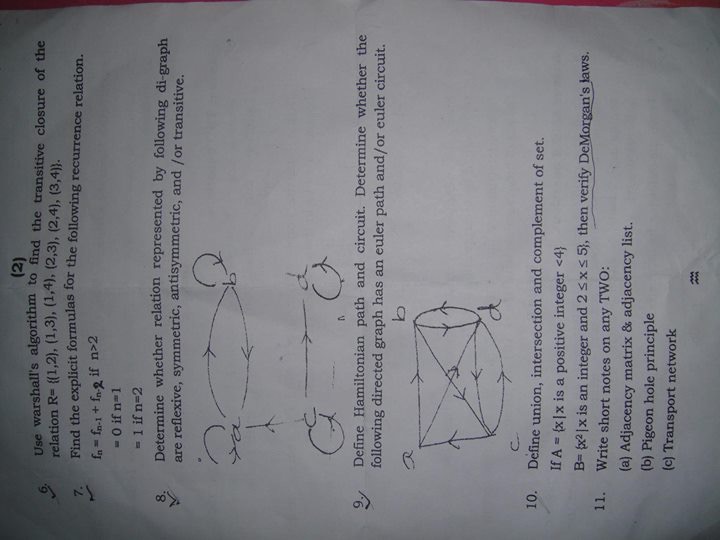 (2)
6. Use warshall's algorithm to find the transitive closure of the
relation R= {(1,2), (1,3), (1,4), (2,3), (2,4), (3,4)}.
7. Find the explicit formulas for the following recurrence relation.
fₙ = fₙ₋₁ + fₙ₋₂ if n>2
= 0 if n=1
= 1 if n=2
8. Determine whether relation represented by following di-graph
are reflexive, symmetric, antisymmetric, and /or transitive.
a
b
c
d
9. Define Hamiltonian path and circuit. Determine whether the
following directed graph has an euler path and/or euler circuit.
a
b
c
d
10. Define union, intersection and complement of set.
If A = {x|x is a positive integer <4}
B= {x²|x is an integer and 2 ≤ x ≤ 5}, then verify DeMorgan's laws.
11. Write short notes on any TWO:
(a) Adjacency matrix & adjacency list.
(b) Pigeon hole principle
(c) Transport network